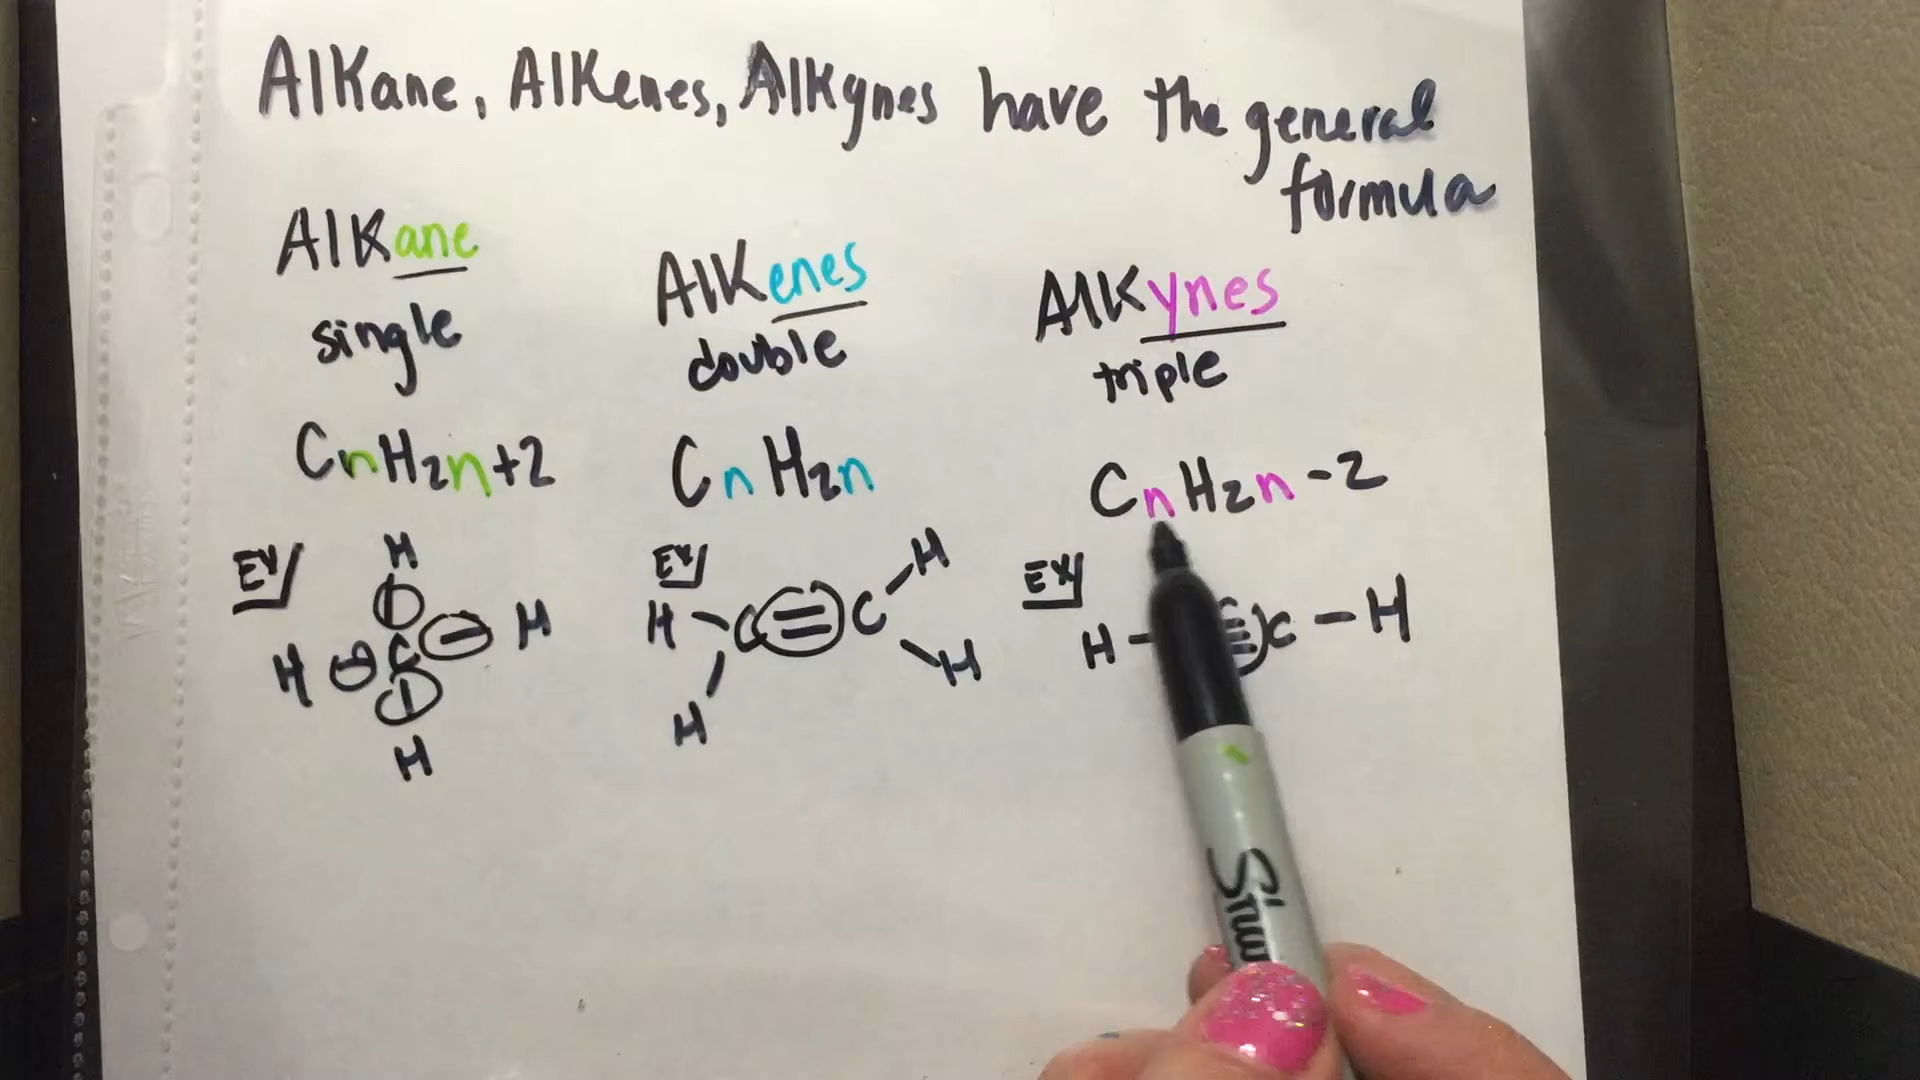 Alkane, Alkenes, Alkynes have the general
formula
Alkane
single
CnH2n+2
Ex/
H
H C H
H
Alkenes
double
CnH2n
Ex/
H C=C H
H H
Alkynes
triple
CnH2n-2
Ex/
H - ≡C - H